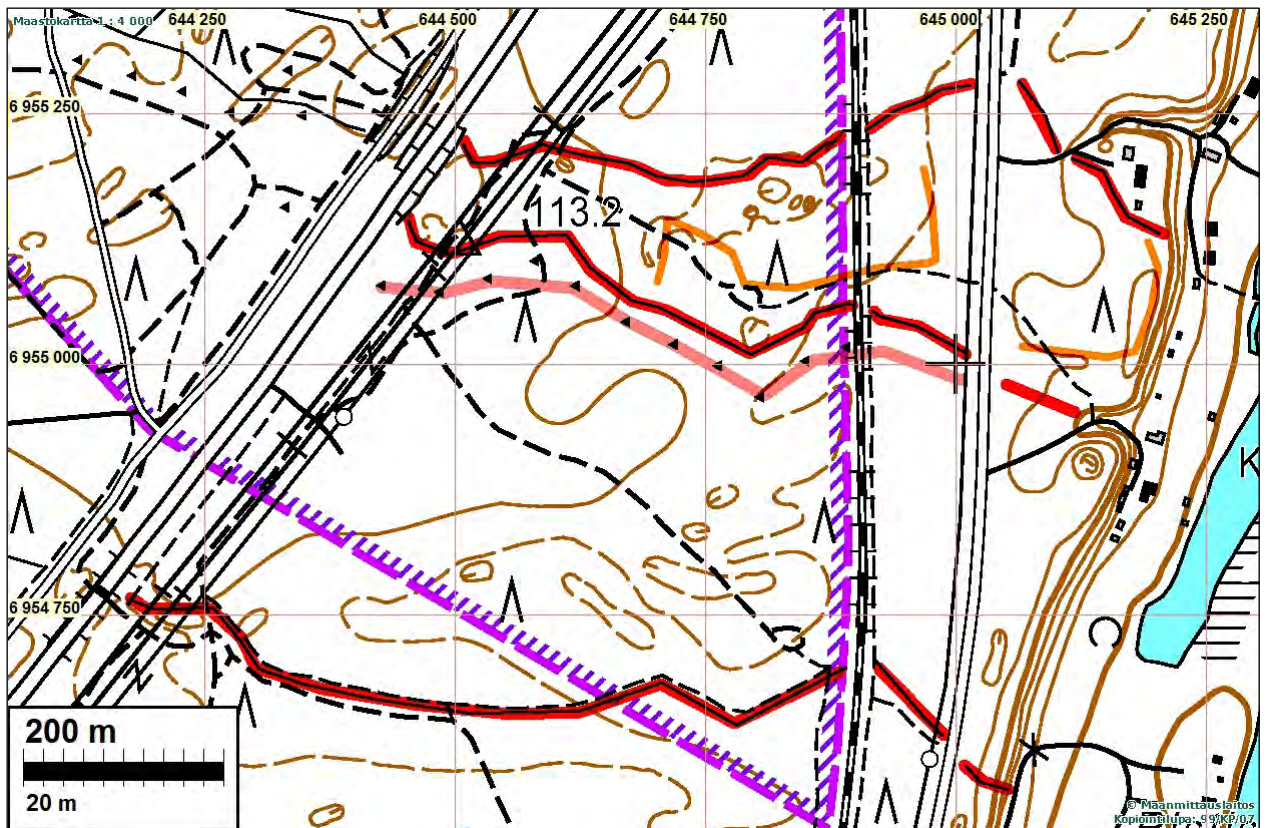 Maastokartta 1 : 4 000
644 250
644 500
644 750
645 000
645 250
6 955 250
113.2
6 955 000
K
6 954 750
200 m
20 m
© Maanmittauslaitos
Kopiointilupa: 99/KP/07